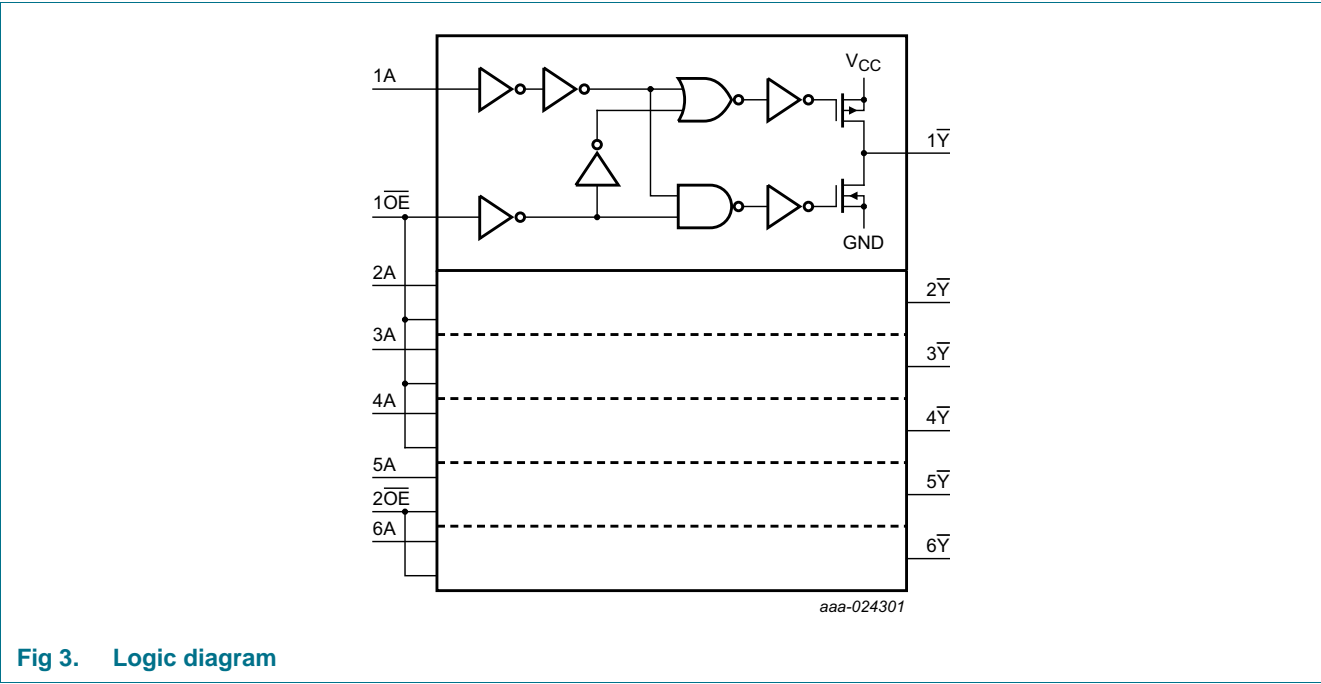 1A
V_CC
1Y̅
1O̅E̅
GND
2A
2Y̅
3A
3Y̅
4A
4Y̅
5A
5Y̅
2O̅E̅
6A
6Y̅
aaa-024301
Fig 3. Logic diagram